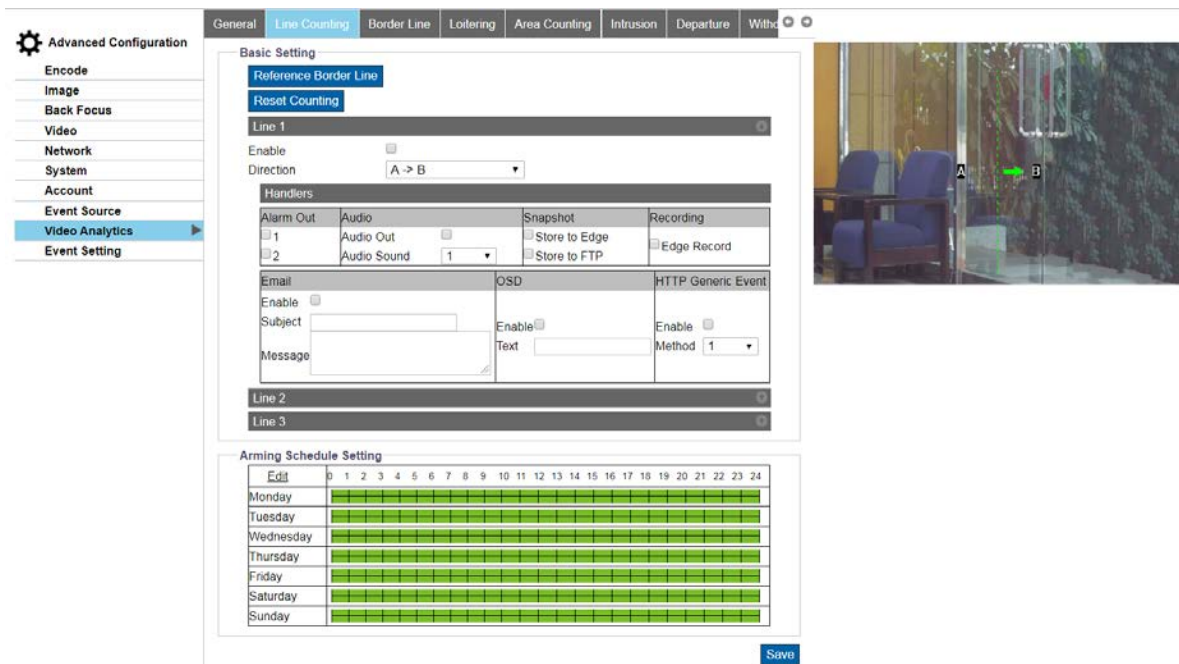 General Line Counting Border Line Loitering Area Counting Intrusion Departure
Advanced Configuration
Encode
Image
Back Focus
Video
Network
System
Account
Event Source
Video Analytics
Event Setting
Basic Setting
Reference Border Line
Reset Counting
Line 1
Enable
Direction A -> B
Handlers
Alarm Out Audio Snapshot Recording
1 Audio Out Store to Edge
Edge Record
2 Audio Sound 1 Store to FTP
Email OSD HTTP Generic Event
Enable
Subject
Enable Enable
Text Method 1
Message
Line 2
Line 3
Arming Schedule Setting
Edit 0 1 2 3 4 5 6 7 8 9 10 11 12 13 14 15 16 17 18 19 20 21 22 23 24
Monday
Tuesday
Wednesday
Thursday
Friday
Saturday
Sunday
Save
A B